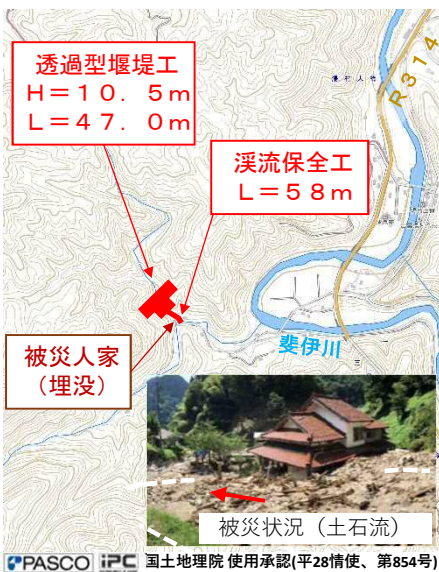 透過型堰堤工
H=10.5m
L=47.0m
R314
渓流保全工
L=58m
斐伊川
被災人家
(埋没)
被災状況(土石流)
PASCO iPC 国土地理院 使用承認(平28情使、第854号)